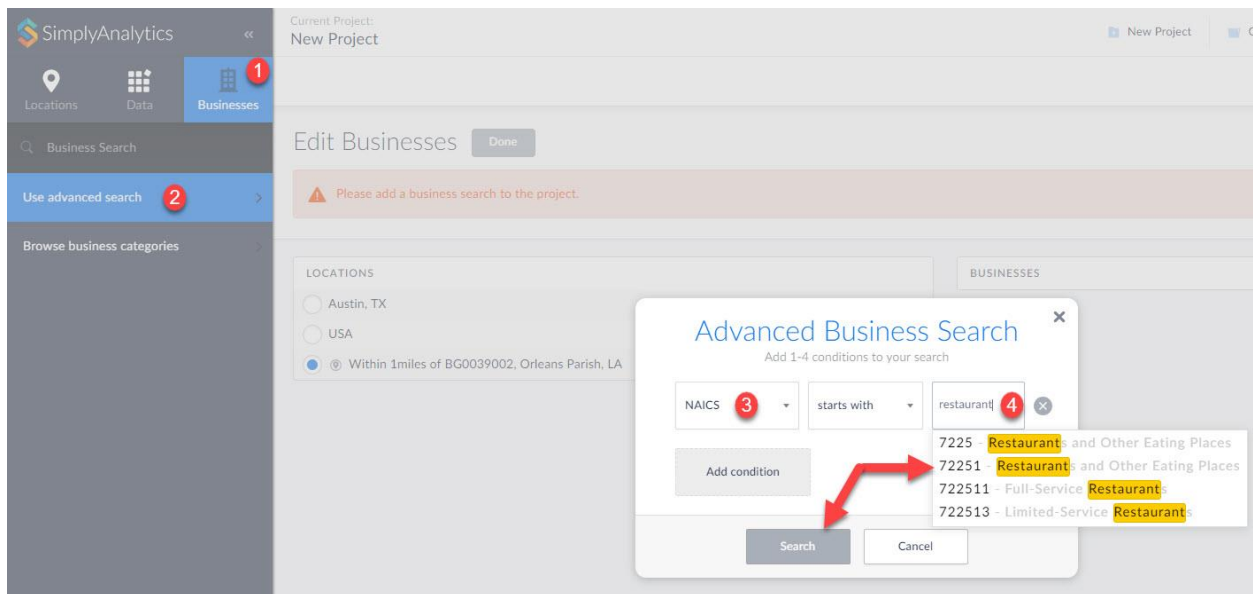 SimplyAnalytics «
Current Project:
New Project
New Project
Locations
Data
Businesses
1
Business Search
Use advanced search 2
Browse business categories
Edit Businesses Done
Please add a business search to the project.
LOCATIONS
Austin, TX
USA
Within 1miles of BG0039002, Orleans Parish, LA
BUSINESSES
Advanced Business Search
Add 1-4 conditions to your search
NAICS 3 starts with restaurant 4
7225 - Restaurants and Other Eating Places
72251 - Restaurants and Other Eating Places
722511 - Full-Service Restaurants
722513 - Limited-Service Restaurants
Add condition
Search Cancel